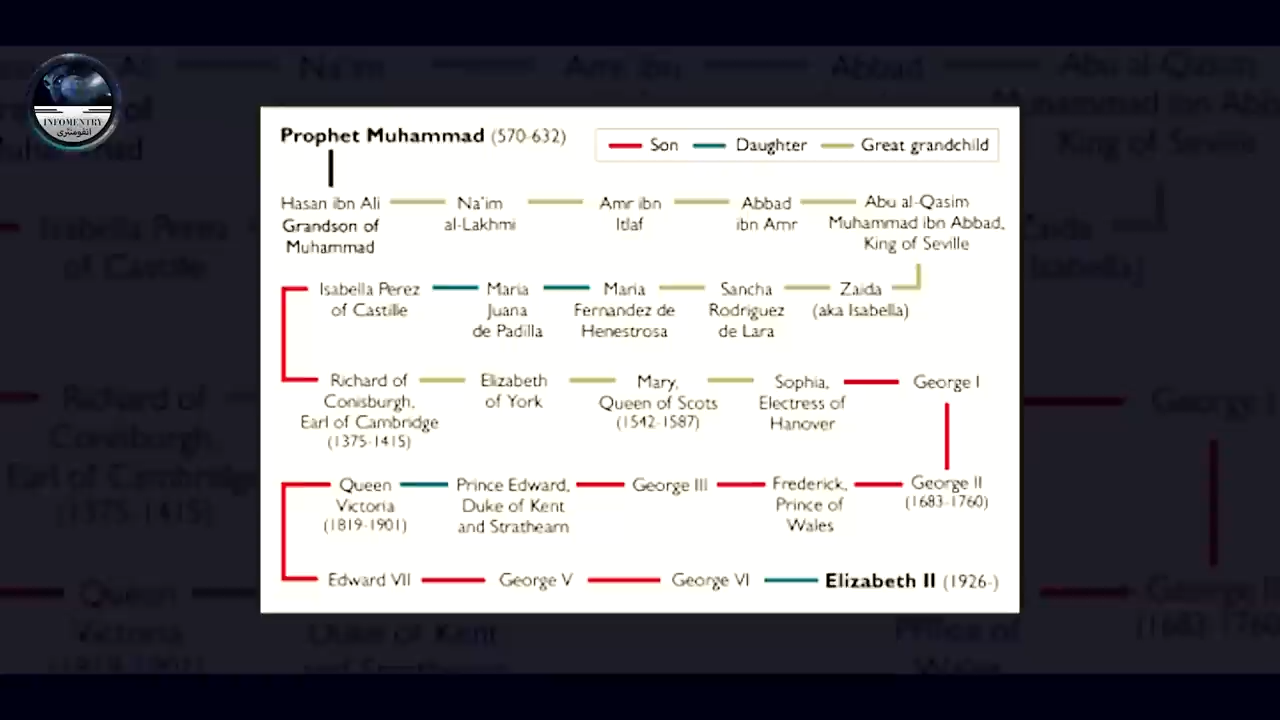 INFOMENTRY
انفومنٹری
Prophet Muhammad (570-632)
Son Daughter Great grandchild
Hasan ibn Ali
Grandson of
Muhammad
Na'im
al-Lakhmi
Amr ibn
Itlaf
Abbad
ibn Amr
Abu al-Qasim
Muhammad ibn Abbad,
King of Seville
Isabella Perez
of Castille
Maria
Juana
de Padilla
Maria
Fernandez de
Henestrosa
Sancha
Rodriguez
de Lara
Zaida
(aka Isabella)
Richard of
Conisburgh,
Earl of Cambridge
(1375-1415)
Elizabeth
of York
Mary,
Queen of Scots
(1542-1587)
Sophia,
Electress of
Hanover
George I
Queen
Victoria
(1819-1901)
Prince Edward,
Duke of Kent
and Strathearn
George III
Frederick,
Prince of
Wales
George II
(1683-1760)
Edward VII
George V
George VI
Elizabeth II (1926-)